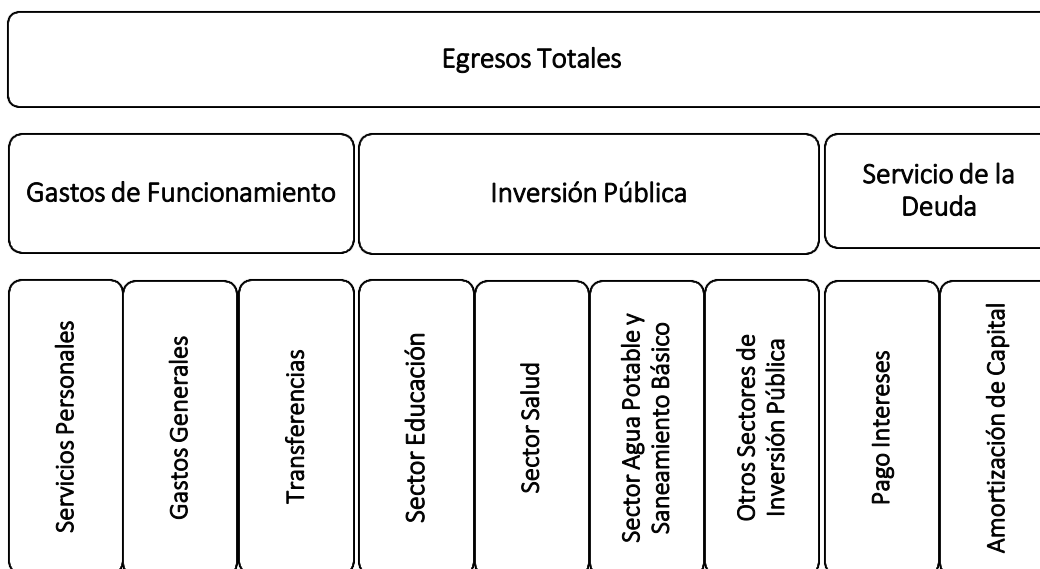 Egresos Totales
Gastos de Funcionamiento
Inversión Pública
Servicio de la
Deuda
Servicios Personales
Gastos Generales
Transferencias
Sector Educación
Sector Salud
Sector Agua Potable y
Saneamiento Básico
Otros Sectores de
Inversión Pública
Pago Intereses
Amortización de Capital